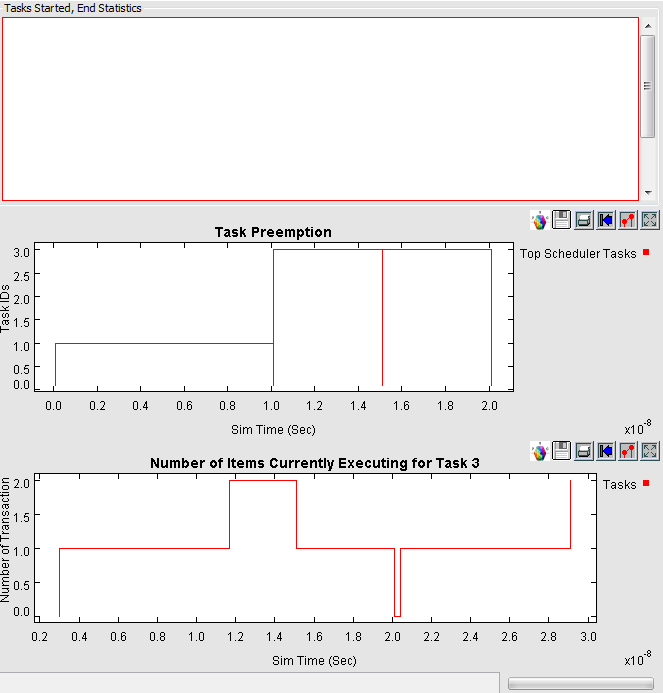 Tasks Started, End Statistics
Task Preemption
3.0
2.5
2.0
1.5
1.0
0.5
0.0
Task IDs
Top Scheduler Tasks
0.0 0.2 0.4 0.6 0.8 1.0 1.2 1.4 1.6 1.8 2.0
x10-8
Sim Time (Sec)
Number of Items Currently Executing for Task 3
2.0
1.5
1.0
0.5
0.0
Number of Transaction
Tasks
0.2 0.4 0.6 0.8 1.0 1.2 1.4 1.6 1.8 2.0 2.2 2.4 2.6 2.8 3.0
x10-8
Sim Time (Sec)